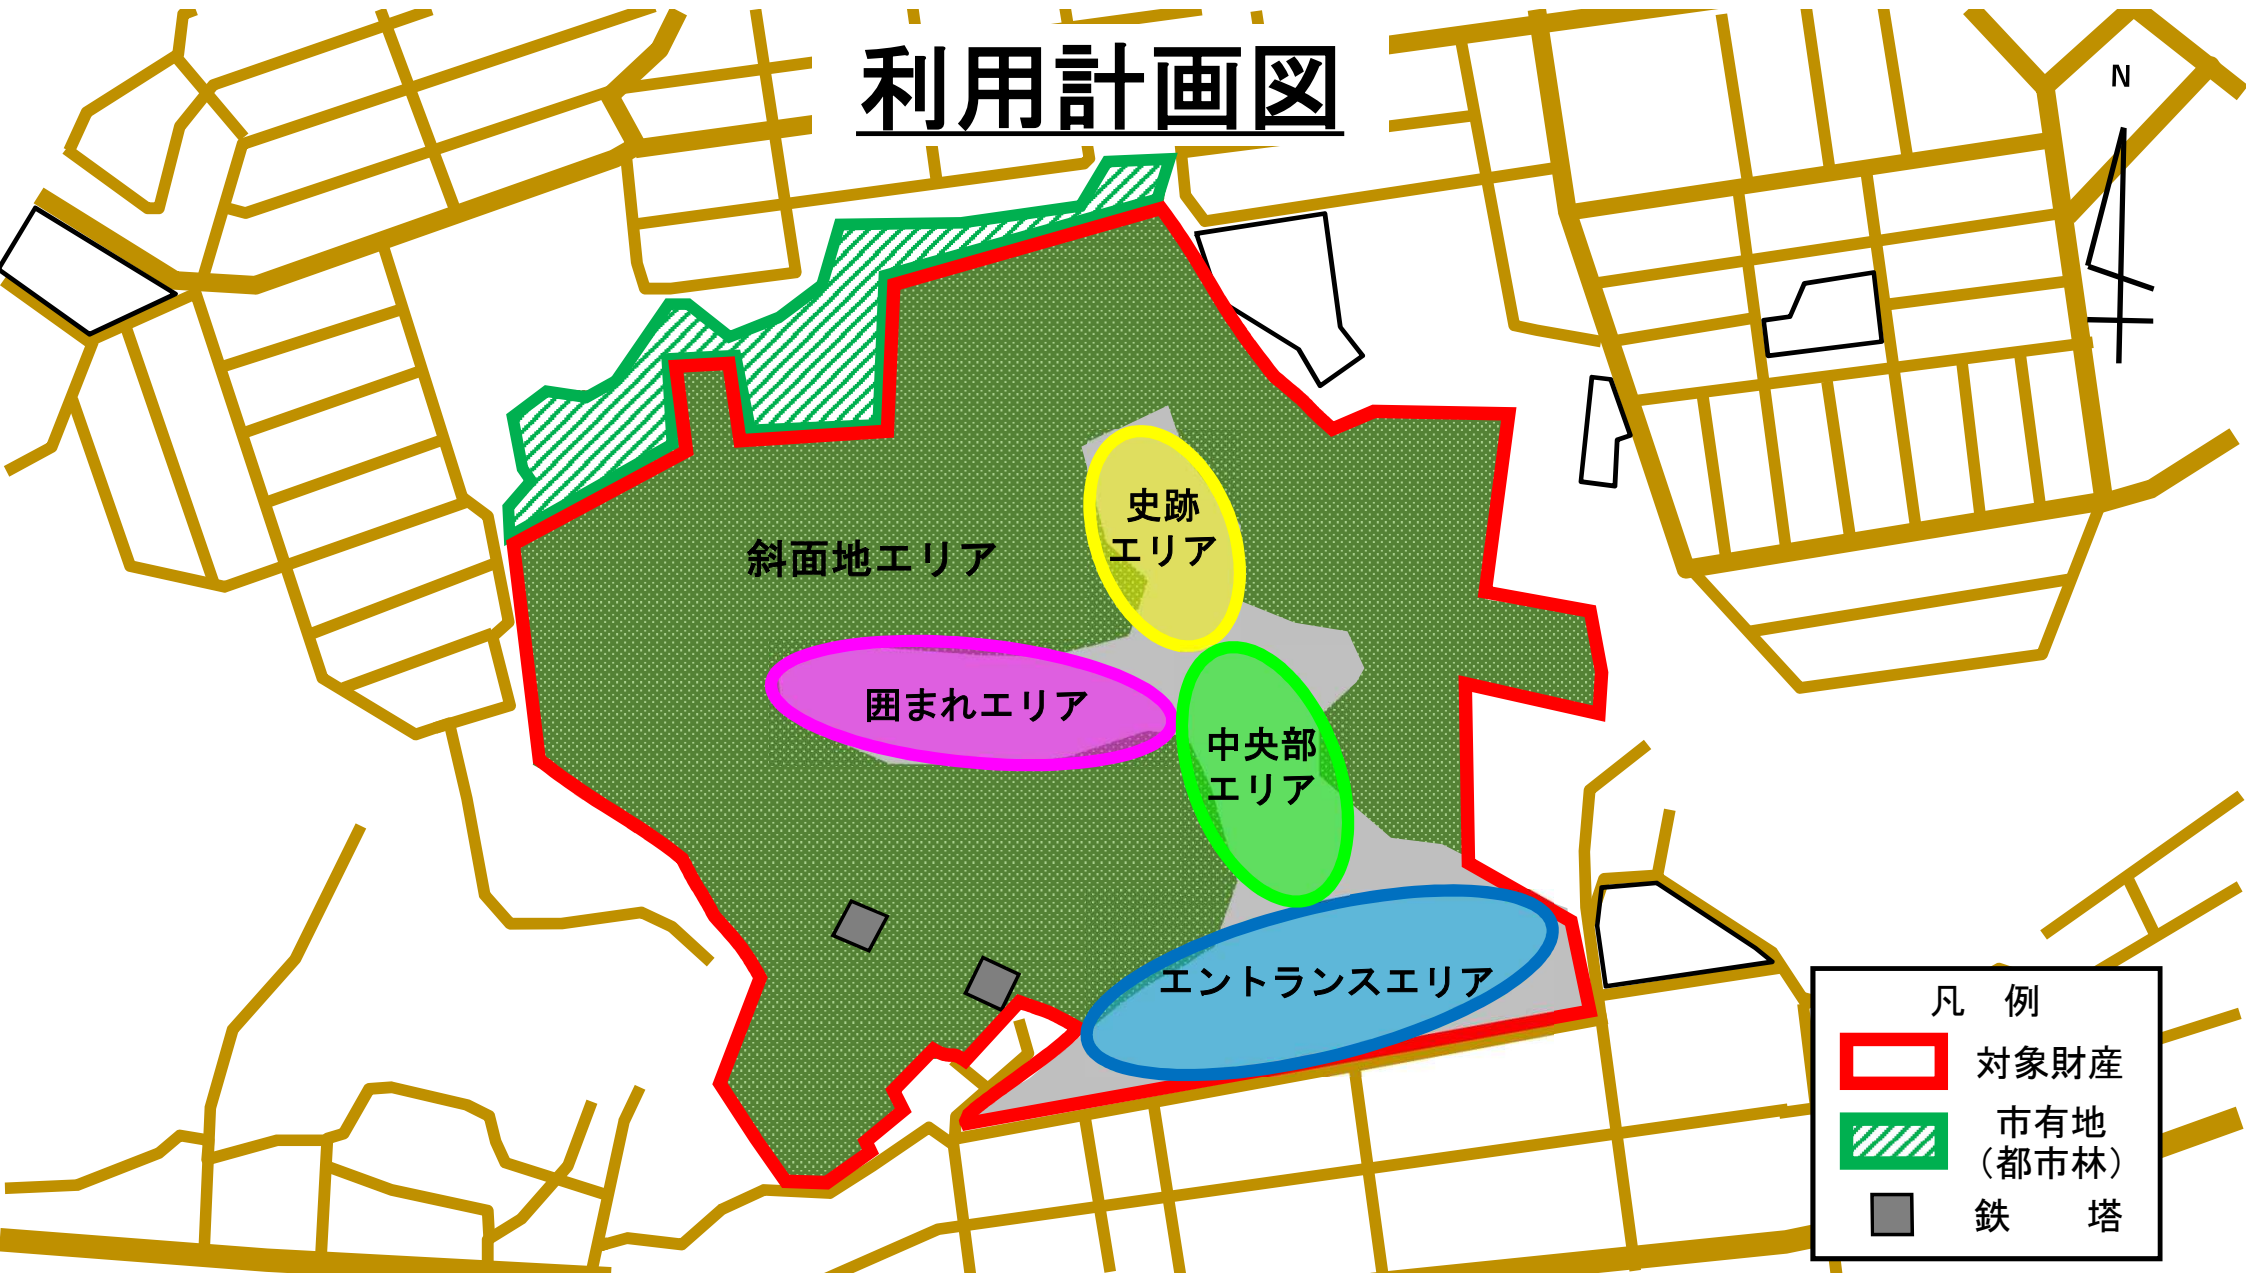 利用計画図
N
史跡
エリア
斜面地エリア
囲まれエリア
中央部
エリア
エントランスエリア
凡 例
対象財産
市有地
（都市林）
鉄 塔